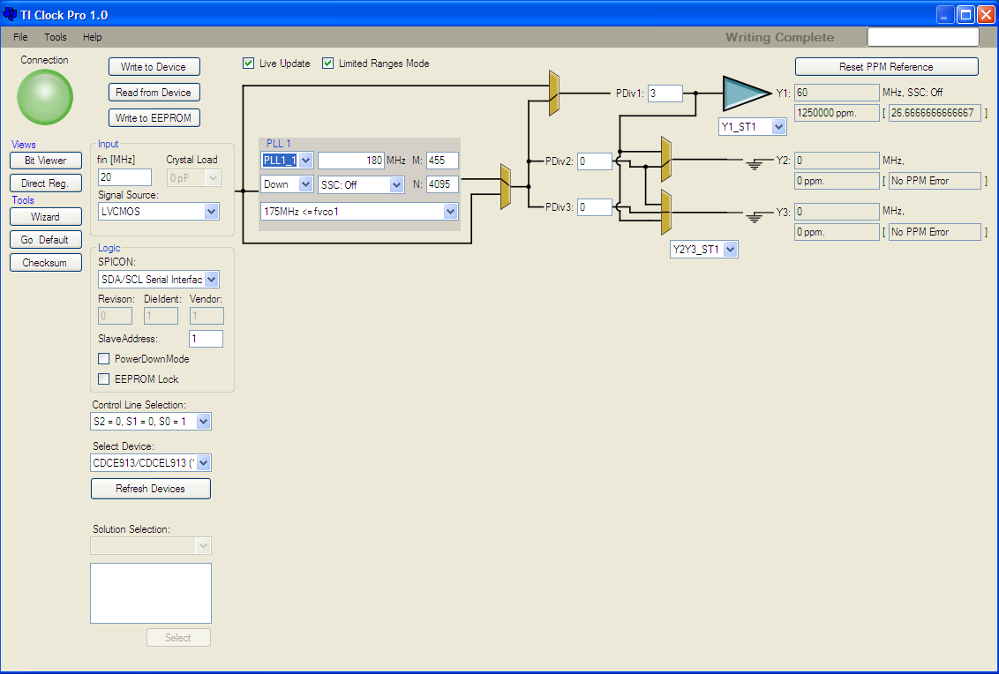 TI Clock Pro 1.0
File Tools Help Writing Complete
Connection
Write to Device
Read from Device
Write to EEPROM
Live Update Limited Ranges Mode
Reset PPM Reference
Views
Bit Viewer
Direct Reg.
Tools
Wizard
Go Default
Checksum
Input
fin [MHz] Crystal Load
20 0 pF
Signal Source:
LVCMOS
Logic
SPICON:
SDA/SCL Serial Interfac
Revison: DieIdent: Vendor:
0 1 1
SlaveAddress: 1
PowerDownMode
EEPROM Lock
Control Line Selection:
S2 = 0, S1 = 0, S0 = 1
Select Device:
CDCE913/CDCEL913 (
Refresh Devices
Solution Selection:
Select
PLL 1
PLL1_1 180 MHz M: 455
Down SSC: Off N: 4095
175MHz <= fvco1
PDiv1: 3
PDiv2: 0
PDiv3: 0
Y1_ST1
Y2Y3_ST1
Y1: 60 MHz, SSC: Off
1250000 ppm. [ 26.6666666666667 ]
Y2: 0 MHz,
0 ppm. [ No PPM Error ]
Y3: 0 MHz,
0 ppm. [ No PPM Error ]